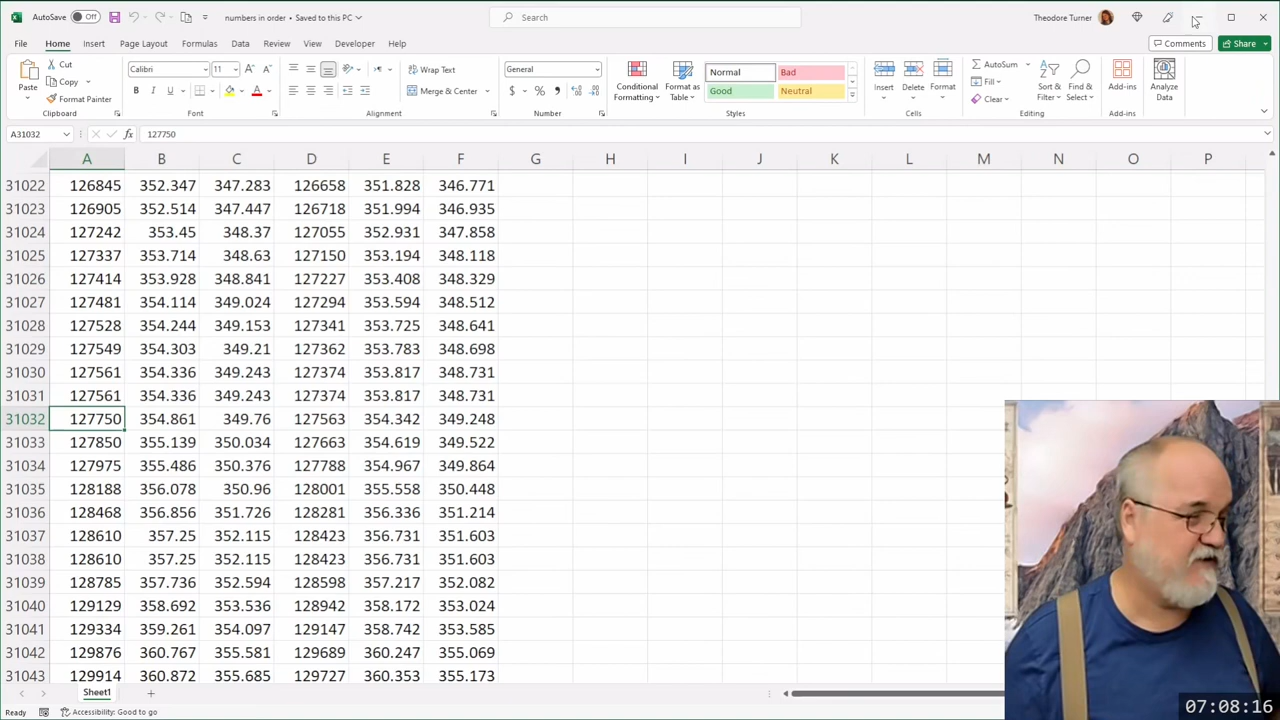 AutoSave Off numbers in order • Saved to this PC Search Theodore Turner
File Home Insert Page Layout Formulas Data Review View Developer Help Comments Share
Paste Cut Copy Format Painter Clipboard
Calibri 11 B I U A A Font
Wrap Text Merge & Center Alignment
General $ % Number
Conditional Formatting Format as Table Normal Bad Good Neutral Styles
Insert Delete Format Cells
AutoSum Fill Clear Sort & Filter Find & Select Editing
Add-ins Add-ins
Analyze Data
A31032 fx 127750
A B C D E F G H I J K L M N O P
31022 126845 352.347 347.283 126658 351.828 346.771
31023 126905 352.514 347.447 126718 351.994 346.935
31024 127242 353.45 348.37 127055 352.931 347.858
31025 127337 353.714 348.63 127150 353.194 348.118
31026 127414 353.928 348.841 127227 353.408 348.329
31027 127481 354.114 349.024 127294 353.594 348.512
31028 127528 354.244 349.153 127341 353.725 348.641
31029 127549 354.303 349.21 127362 353.783 348.698
31030 127561 354.336 349.243 127374 353.817 348.731
31031 127561 354.336 349.243 127374 353.817 348.731
31032 127750 354.861 349.76 127563 354.342 349.248
31033 127850 355.139 350.034 127663 354.619 349.522
31034 127975 355.486 350.376 127788 354.967 349.864
31035 128188 356.078 350.96 128001 355.558 350.448
31036 128468 356.856 351.726 128281 356.336 351.214
31037 128610 357.25 352.115 128423 356.731 351.603
31038 128610 357.25 352.115 128423 356.731 351.603
31039 128785 357.736 352.594 128598 357.217 352.082
31040 129129 358.692 353.536 128942 358.172 353.024
31041 129334 359.261 354.097 129147 358.742 353.585
31042 129876 360.767 355.581 129689 360.247 355.069
31043 129914 360.872 355.685 129727 360.353 355.173
Sheet1
Ready Accessibility: Good to go
07:08:16